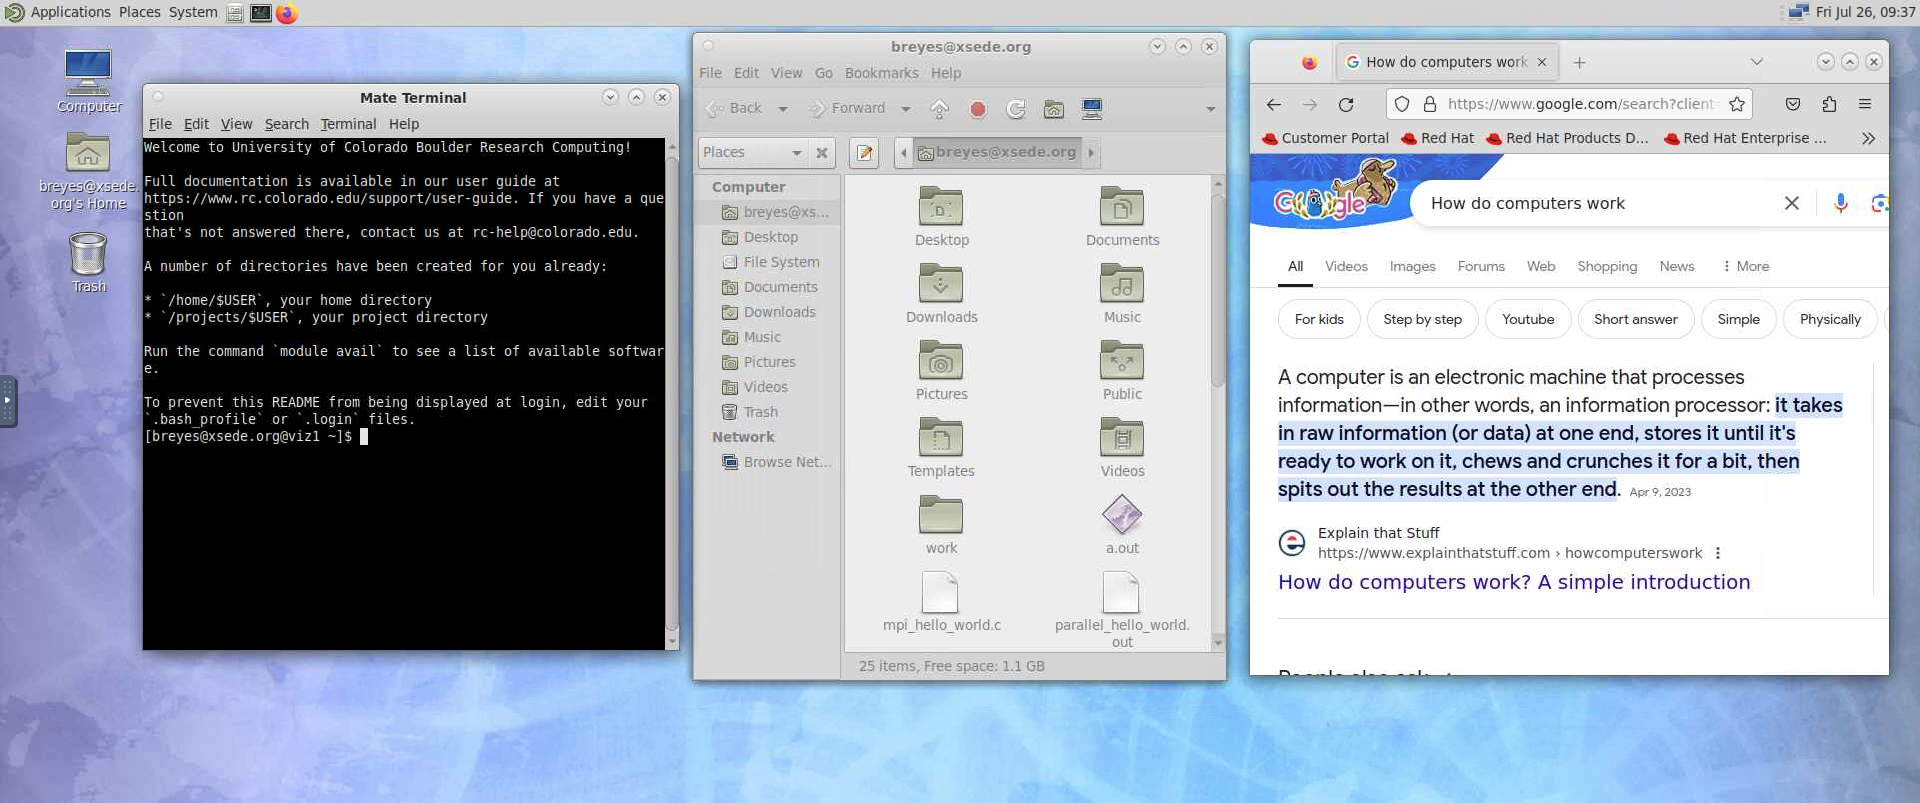 Applications Places System
Fri Jul 26, 09:37
Computer
breyes@xsede.
org's Home
Trash
Mate Terminal
File Edit View Search Terminal Help
Welcome to University of Colorado Boulder Research Computing!
Full documentation is available in our user guide at
https://www.rc.colorado.edu/support/user-guide. If you have a que
stion
that's not answered there, contact us at rc-help@colorado.edu.
A number of directories have been created for you already:
* `/home/$USER`, your home directory
* `/projects/$USER`, your project directory
Run the command `module avail` to see a list of available softwar
e.
To prevent this README from being displayed at login, edit your
`.bash_profile` or `.login` files.
[breyes@xsede.org@viz1 ~]$
breyes@xsede.org
File Edit View Go Bookmarks Help
Back Forward
Places breyes@xsede.org
Computer
breyes@xs...
Desktop
File System
Documents
Downloads
Music
Pictures
Videos
Trash
Network
Browse Net...
Desktop Documents
Downloads Music
Pictures Public
Templates Videos
work a.out
mpi_hello_world.c parallel_hello_world.
out
25 items, Free space: 1.1 GB
How do computers work
https://www.google.com/search?client
Customer Portal Red Hat Red Hat Products D... Red Hat Enterprise ...
Google How do computers work
All Videos Images Forums Web Shopping News More
For kids Step by step Youtube Short answer Simple Physically
A computer is an electronic machine that processes
information—in other words, an information processor: it takes
in raw information (or data) at one end, stores it until it's
ready to work on it, chews and crunches it for a bit, then
spits out the results at the other end. Apr 9, 2023
Explain that Stuff
https://www.explainthatstuff.com › howcomputerswork
How do computers work? A simple introduction
People also ask